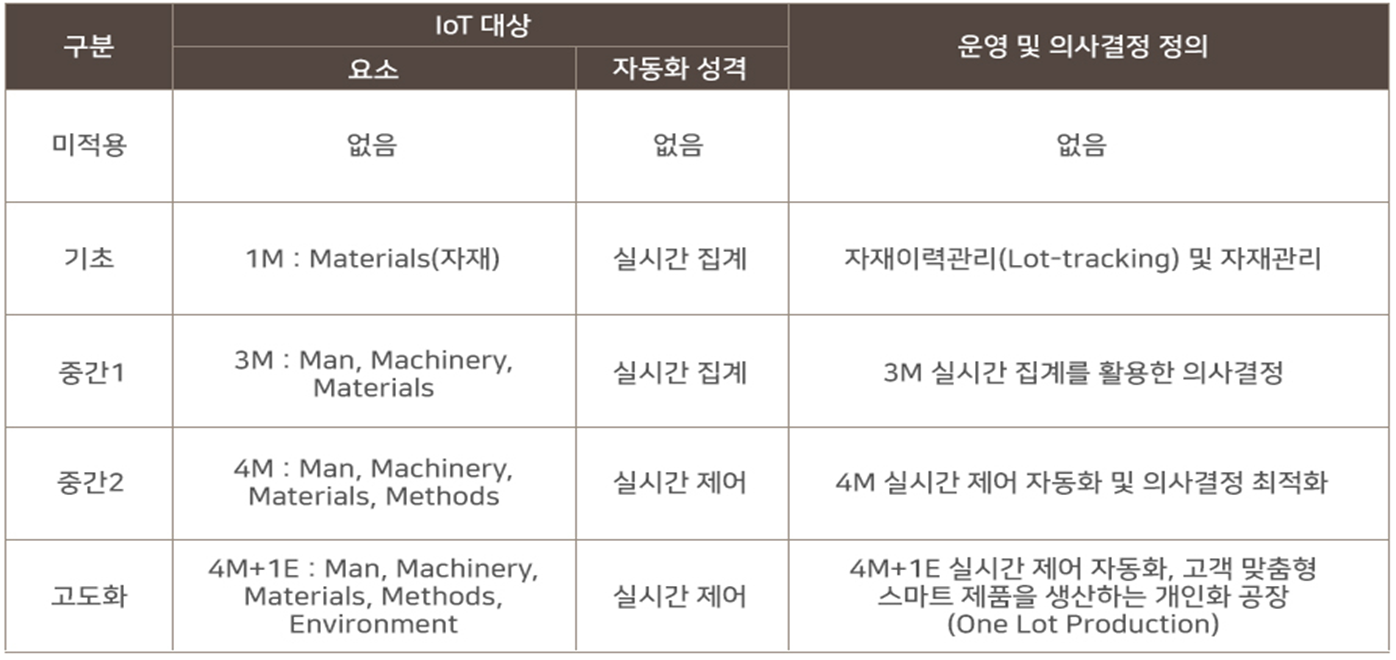 구분
IoT 대상
운영 및 의사결정 정의
요소
자동화 성격
미적용
없음
없음
없음
기초
1M : Materials(자재)
실시간 집계
자재이력관리(Lot-tracking) 및 자재관리
중간1
3M : Man, Machinery,
Materials
실시간 집계
3M 실시간 집계를 활용한 의사결정
중간2
4M : Man, Machinery,
Materials, Methods
실시간 제어
4M 실시간 제어 자동화 및 의사결정 최적화
고도화
4M+1E : Man, Machinery,
Materials, Methods,
Environment
실시간 제어
4M+1E 실시간 제어 자동화, 고객 맞춤형
스마트 제품을 생산하는 개인화 공장
(One Lot Production)